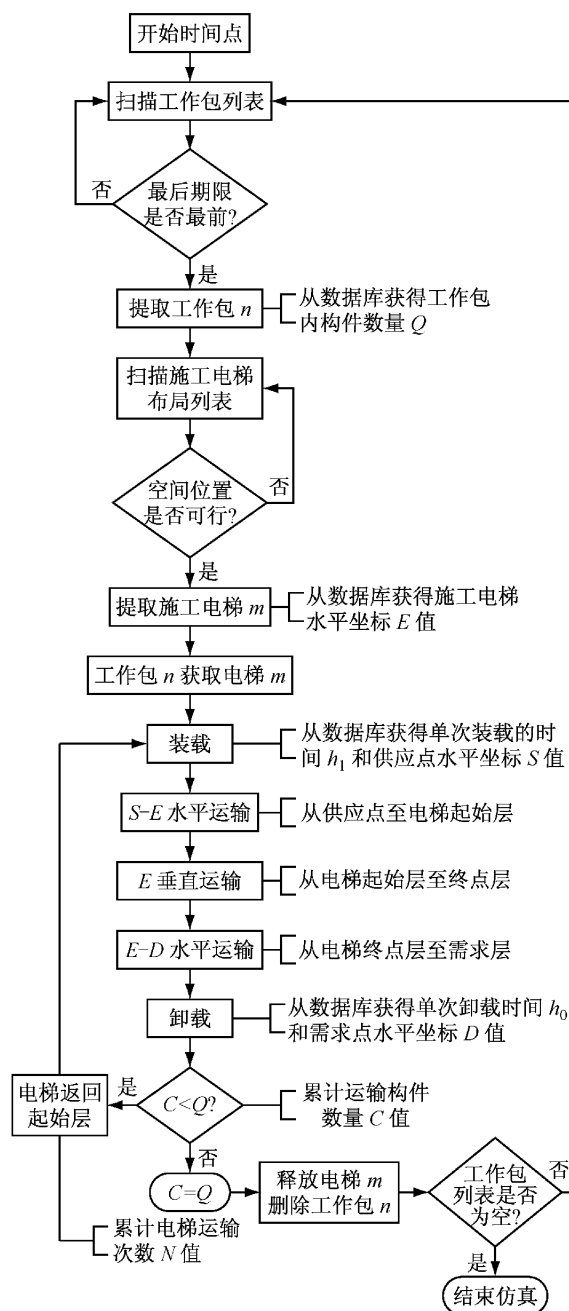 开始时间点
扫描工作包列表
否
最后期限
是否最前?
是
提取工作包 n
从数据库获得工作包
内构件数量 Q
扫描施工电梯
布局列表
空间位置
是否可行?
否
是
提取施工电梯 m
从数据库获得施工电梯
水平坐标 E 值
工作包 n 获取电梯 m
装载
从数据库获得单次装载的时
间 h₁ 和供应点水平坐标 S 值
S-E 水平运输
从供应点至电梯起始层
E 垂直运输
从电梯起始层至终点层
E-D 水平运输
从电梯终点层至需求层
卸载
从数据库获得单次卸载时间 h₀
和需求点水平坐标 D 值
电梯返回
起始层
是
C<Q?
累计运输构件
数量 C 值
否
C=Q
释放电梯 m
删除工作包 n
工作包
列表是否
为空?
否
累计电梯运输
次数 N 值
是
结束仿真